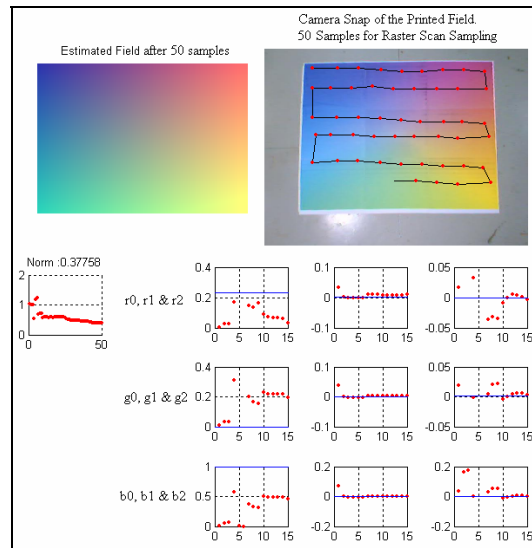 Camera Snap of the Printed Field.
50 Samples for Raster Scan Sampling
Estimated Field after 50 samples
Norm :0.37758
2
1
0
0 50
r0, r1 & r2
0.4
0.2
0
0 5 10 15
0.1
0
-0.1
0 5 10 15
0.05
0
-0.05
0 5 10 15
g0, g1 & g2
0.4
0.2
0
0 5 10 15
0.1
0
-0.1
0 5 10 15
0.05
0
-0.05
0 5 10 15
b0, b1 & b2
1
0.5
0
0 5 10 15
0.2
0
-0.2
0 5 10 15
0.2
0
-0.2
0 5 10 15